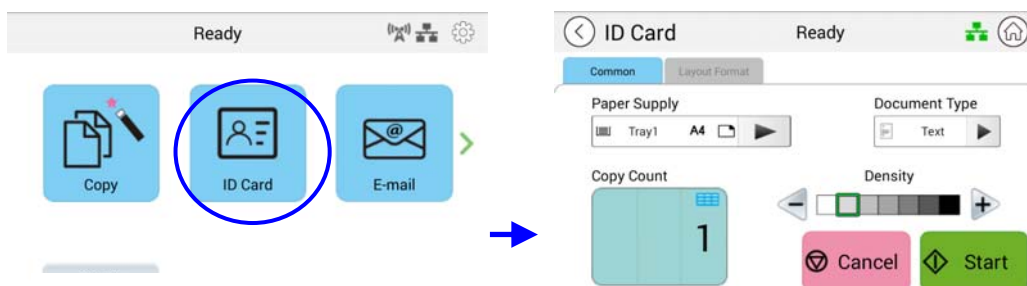 Ready
Copy
ID Card
E-mail
ID Card
Ready
Common
Layout Format
Paper Supply
Document Type
Tray1 A4
Text
Copy Count
Density
1
Cancel
Start